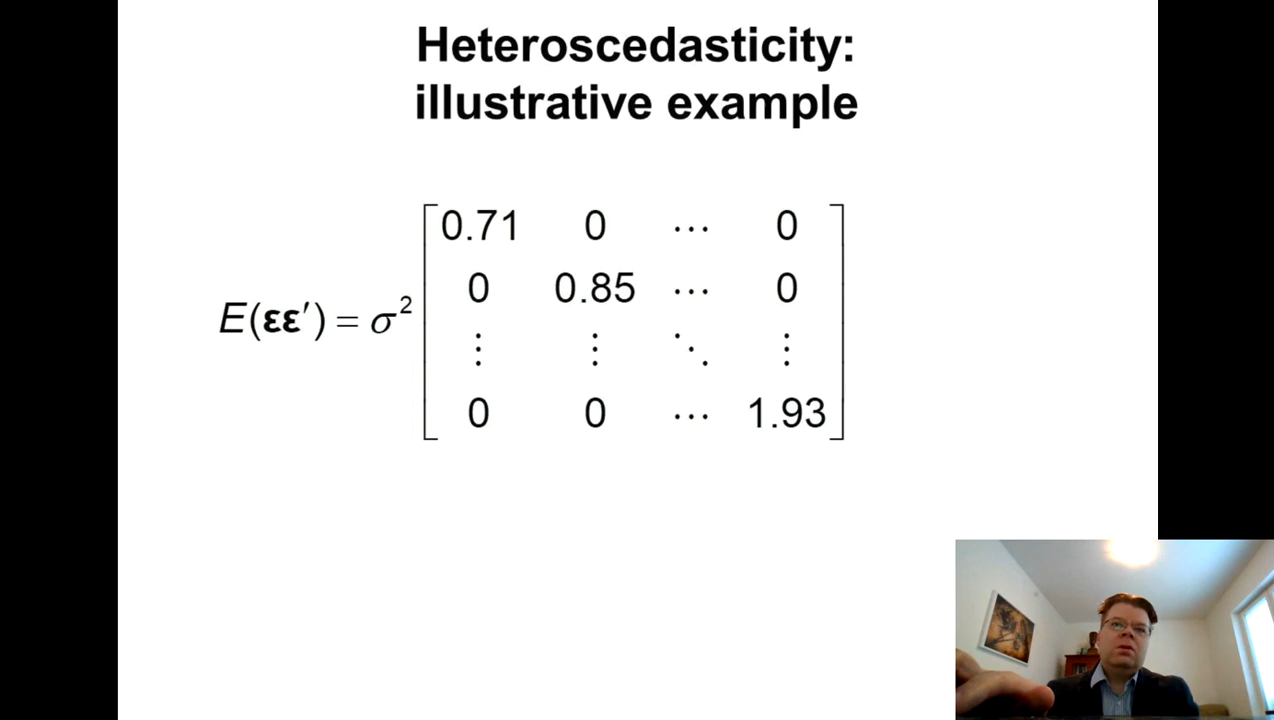 Heteroscedasticity:
illustrative example
E(εε′) = σ²
0.71 0 ⋯ 0
0 0.85 ⋯ 0
⋮ ⋮ ⋱ ⋮
0 0 ⋯ 1.93